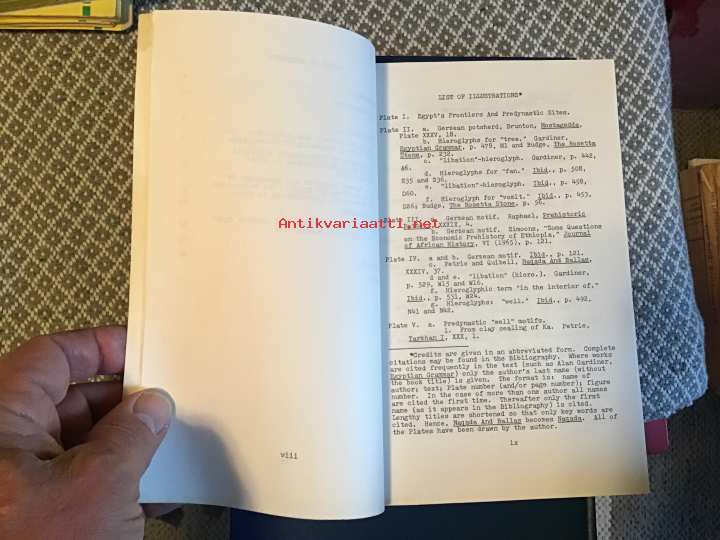 LIST OF ILLUSTRATIONS*
Plate I. Egypt's Frontiers And Predynastic Sites.
Plate II. a. Gerzean potsherd, Brunton, Mostagedda,
Plate XXXV, 18.
b. Hieroglyphs for "tree." Gardiner,
Egyptian Grammar, p. 478, M1 and Budge, The Rosetta
Stone, p. 232.
c. "libation"-hieroglyph. Gardiner, p. 442,
A6.
d. Hieroglyphs for "fan." Ibid., p. 508,
S35 and S36.
e. "libation"-hieroglyph. Ibid., p. 458,
D60.
f. Hieroglyph for "vomit." Ibid., p. 453,
D26; Budge, The Rosetta Stone, p. 56.
Plate III. a. Gerzean motif. Raphael, Prehistoric
XXXIX, 4.
b. Gerzean motif. Simoons, "Some Questions
on the Economic Prehistory of Ethiopia," Journal
of African History, VI (1965), p. 121.
Plate IV. a and b. Gerzean motif. Ibid., p. 121.
c. Petrie and Quibell, Naqada And Ballas,
XXXIV, 37.
d and e. "libation" (hiero.). Gardiner,
p. 529, W15 and W16.
f. Hieroglyphic term "in the interior of."
Ibid., p. 531, W24.
g. Hieroglyphs: "well." Ibid., p. 492,
N41 and N42.
Plate V. a. Predynastic "well" motifs.
1. From clay sealing of Ka. Petrie,
Tarkhan I, XXX, 1.
*Credits are given in an abbreviated form. Complete
citations may be found in the Bibliography. Where works
are cited frequently in the text (such as Alan Gardiner,
Egyptian Grammar) only the author's last name (without
the book title) is given. The format is: name of
author; text; Plate number (and/or page number); figure
number. In the case of more than one author all names
are cited the first time. Thereafter only the first
name (as it appears in the Bibliography) is cited.
Lengthy titles are shortened so that only key words are
cited. Hence, Naqada And Ballas becomes Naqada. All of
the Plates have been drawn by the author.
ix
viii
Antikvariaatti.net